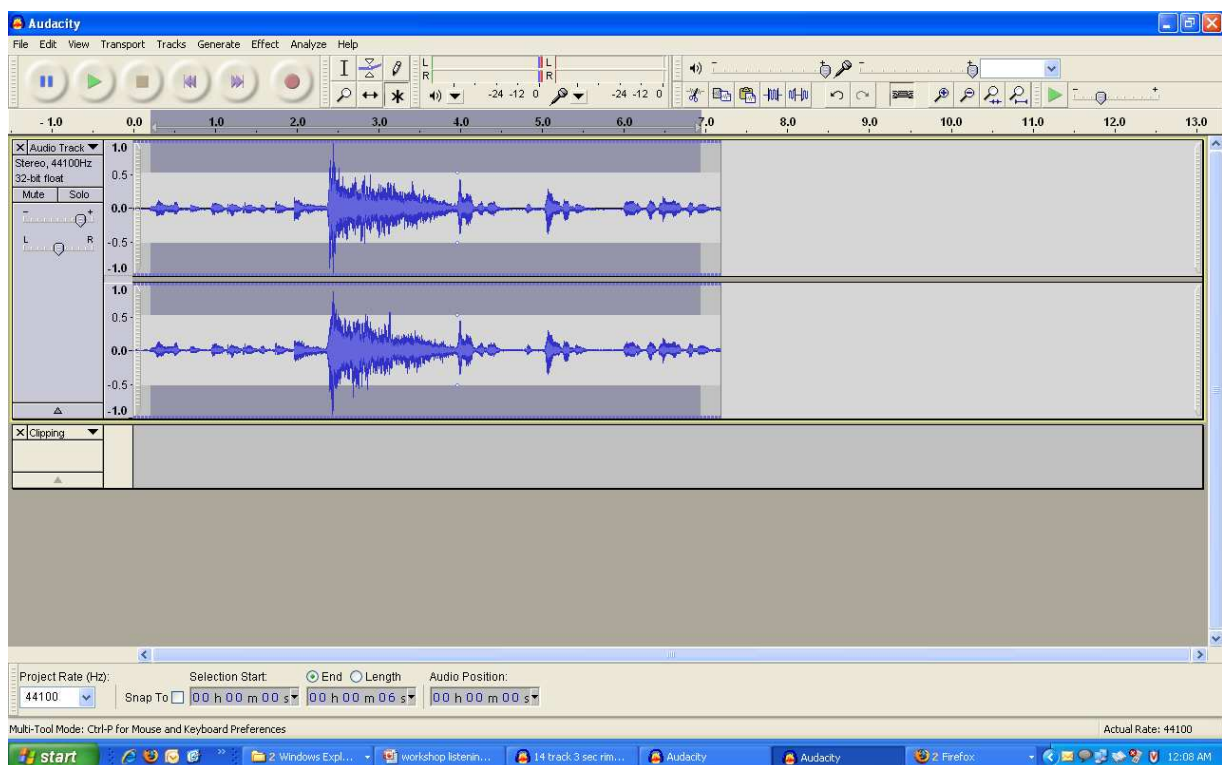 Audacity
File Edit View Transport Tracks Generate Effect Analyze Help
L
R
L
R
-24 -12 0
-24 -12 0
- 1.0 0.0 1.0 2.0 3.0 4.0 5.0 6.0 7.0 8.0 9.0 10.0 11.0 12.0 13.0
X Audio Track
Stereo, 44100Hz
32-bit float
Mute Solo
- +
L R
1.0
0.5
0.0
-0.5
-1.0
1.0
0.5
0.0
-0.5
-1.0
X Clipping
Project Rate (Hz): Selection Start: End Length Audio Position:
44100 Snap To 00 h 00 m 00 s 00 h 00 m 06 s 00 h 00 m 00 s
Multi-Tool Mode: Ctrl-P for Mouse and Keyboard Preferences Actual Rate: 44100
start 2 Windows Expl... workshop listenin... 14 track 3 sec rim... Audacity Audacity 2 Firefox 12:08 AM